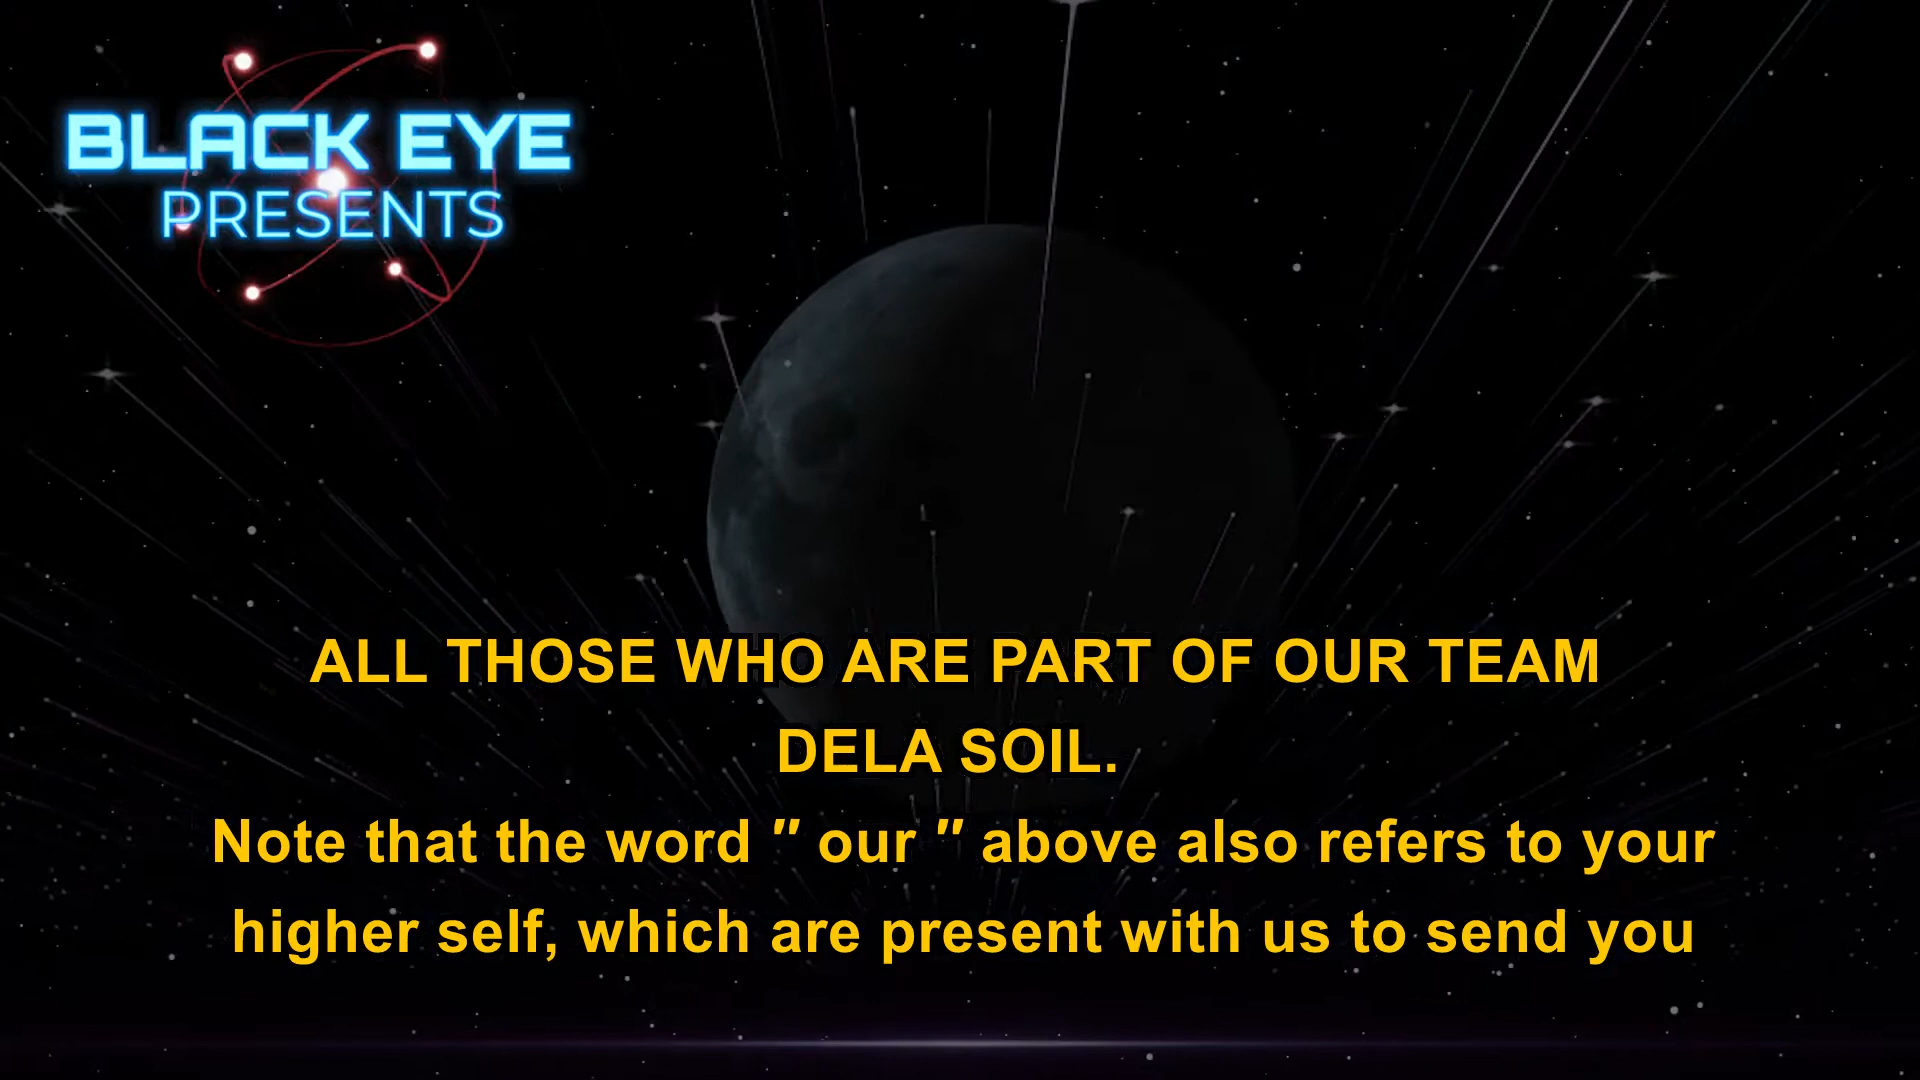 BLACK EYE
PRESENTS
ALL THOSE WHO ARE PART OF OUR TEAM
DELA SOIL.
Note that the word " our " above also refers to your
higher self, which are present with us to send you